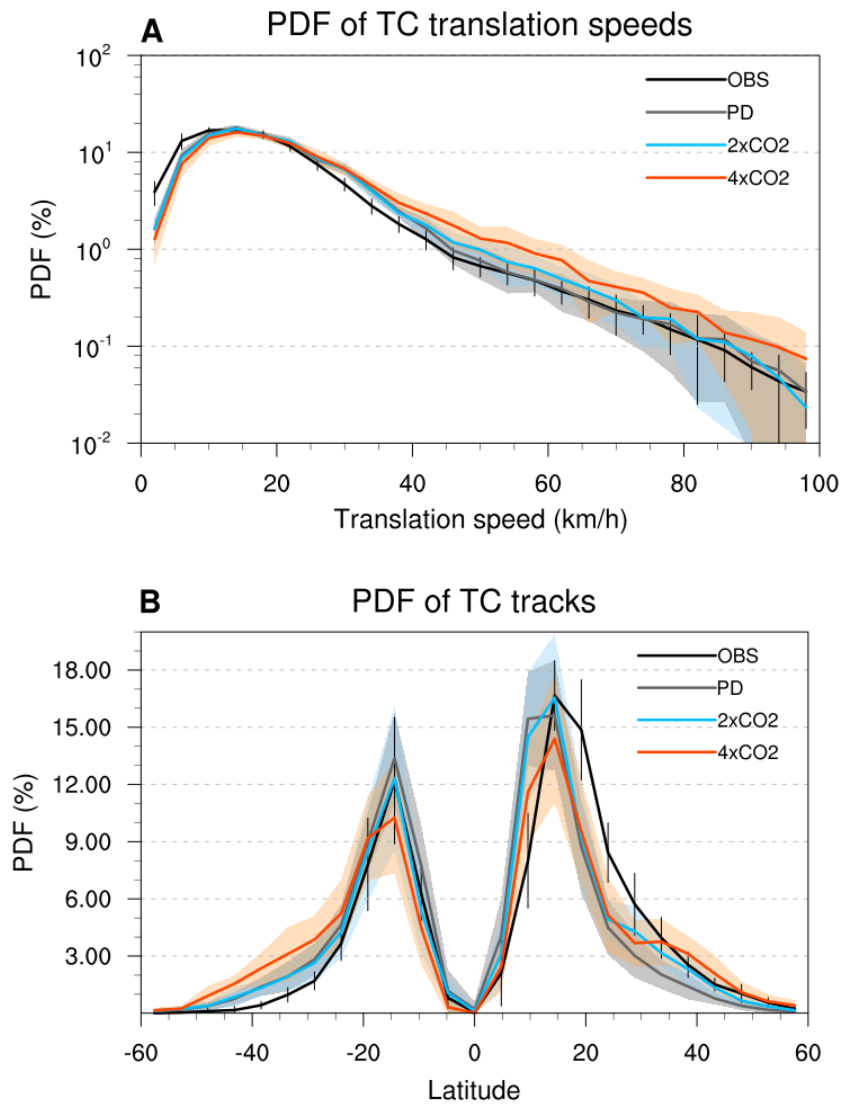 A PDF of TC translation speeds
10^2
10^1
10^0
10^-1
10^-2
PDF (%)
OBS
PD
2xCO2
4xCO2
0 20 40 60 80 100
Translation speed (km/h)
B PDF of TC tracks
18.00
15.00
12.00
9.00
6.00
3.00
PDF (%)
OBS
PD
2xCO2
4xCO2
-60 -40 -20 0 20 40 60
Latitude